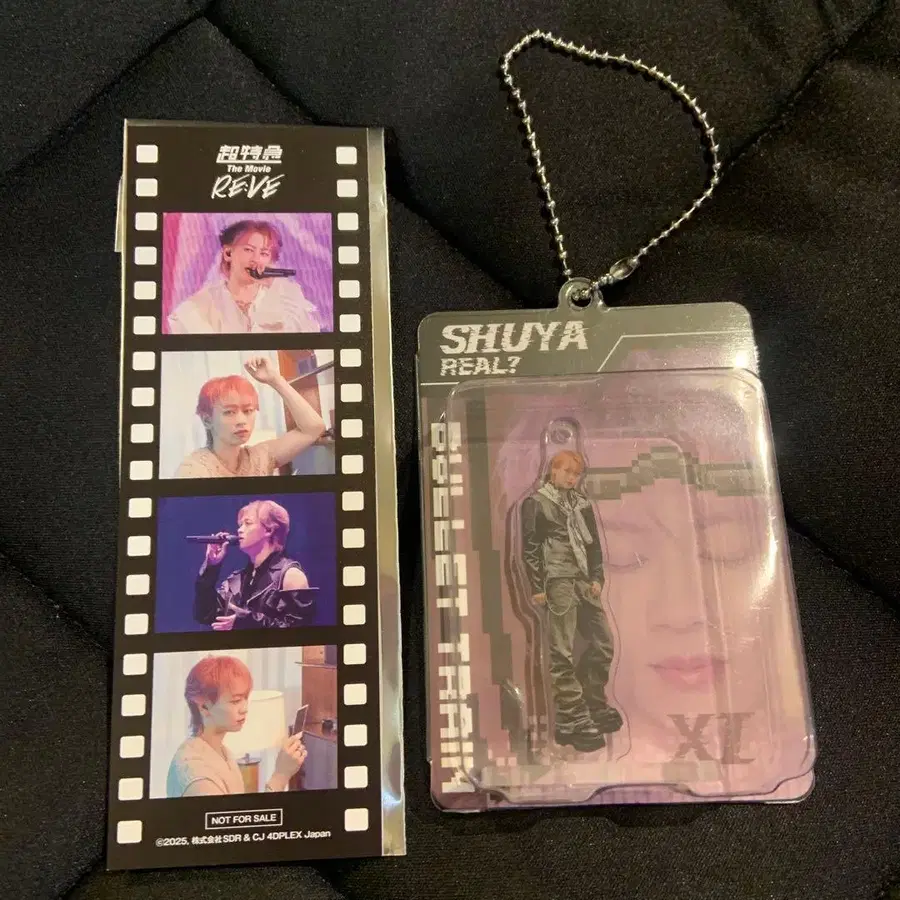 超特急
The Movie
RE:VE
NOT FOR SALE
©2025, 株式会社SDR & CJ 4DPLEX Japan
SHUYA
REAL?
BULLET TRAIN
XI